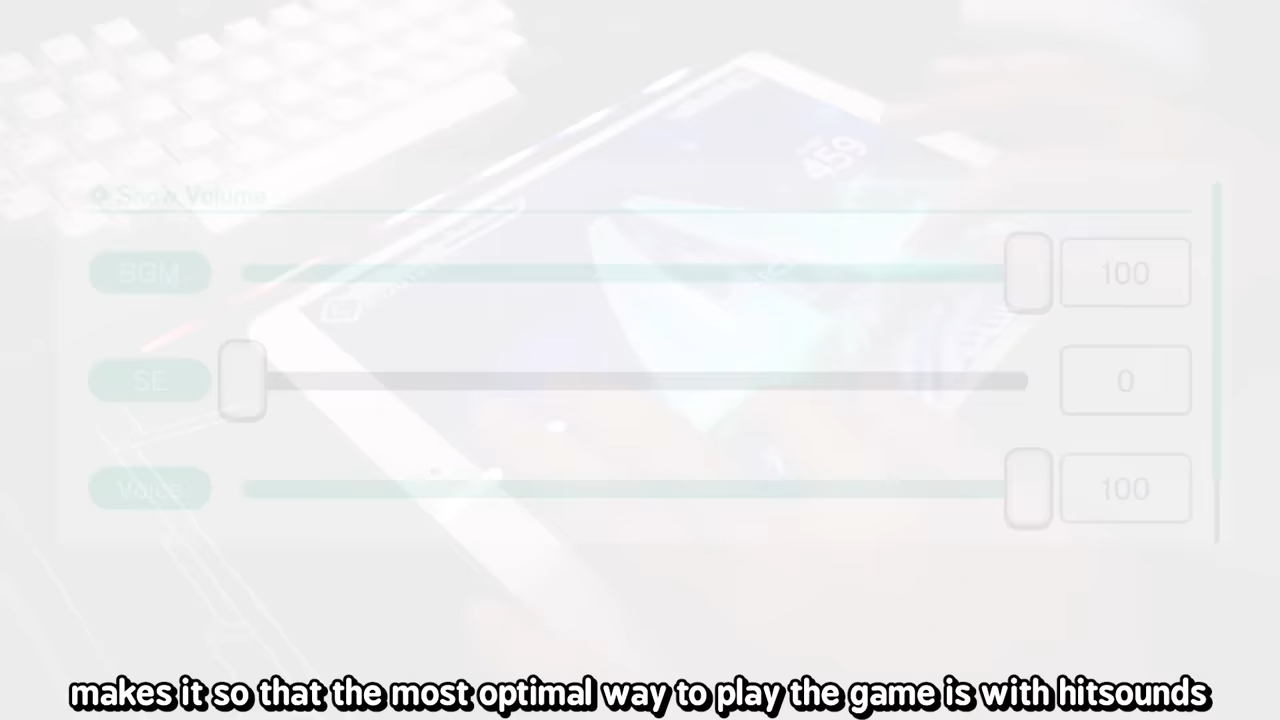 459
Show Volume
BGM
100
SE
0
Voice
100
makes it so that the most optimal way to play the game is with hitsounds